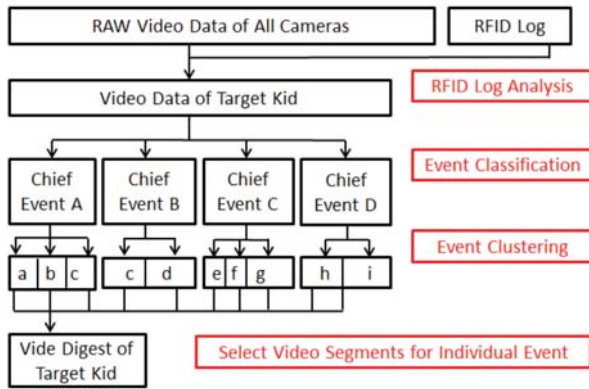 RAW Video Data of All Cameras
RFID Log
Video Data of Target Kid
RFID Log Analysis
Chief
Event A
Chief
Event B
Chief
Event C
Chief
Event D
Event Classification
a b c
c d
e f g
h i
Event Clustering
Vide Digest of
Target Kid
Select Video Segments for Individual Event